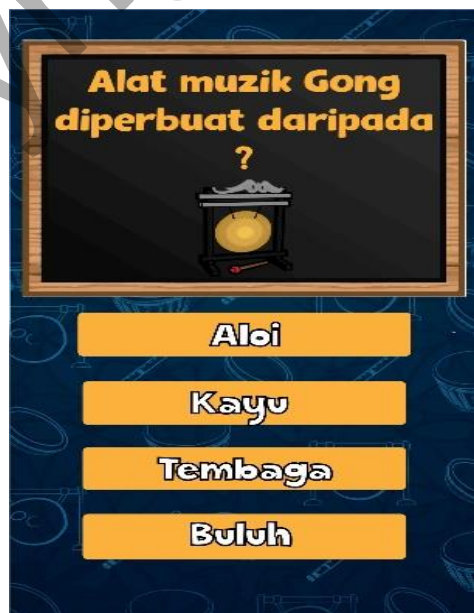 Alat muzik Gong
diperbuat daripada
?
Aloi
Kayu
Tembaga
Buluh